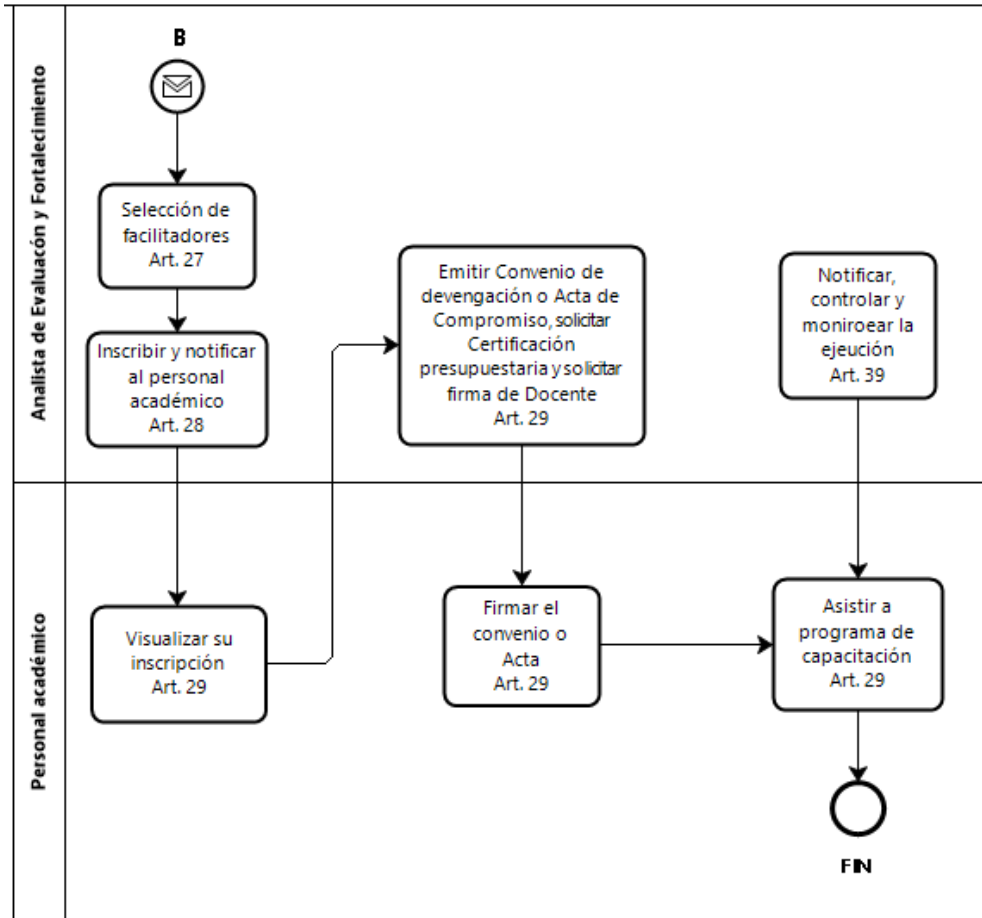 Analista de Evaluacón y Fortalecimiento
B
Selección de
facilitadores
Art. 27
Inscribir y notificar
al personal
académico
Art. 28
Emitir Convenio de
devengación o Acta de
Compromiso, solicitar
Certificación
presupuestaria y solicitar
firma de Docente
Art. 29
Notificar,
controlar y
moniroear la
ejeución
Art. 39
Personal académico
Visualizar su
inscripción
Art. 29
Firmar el
convenio o
Acta
Art. 29
Asistir a
programa de
capacitación
Art. 29
FIN